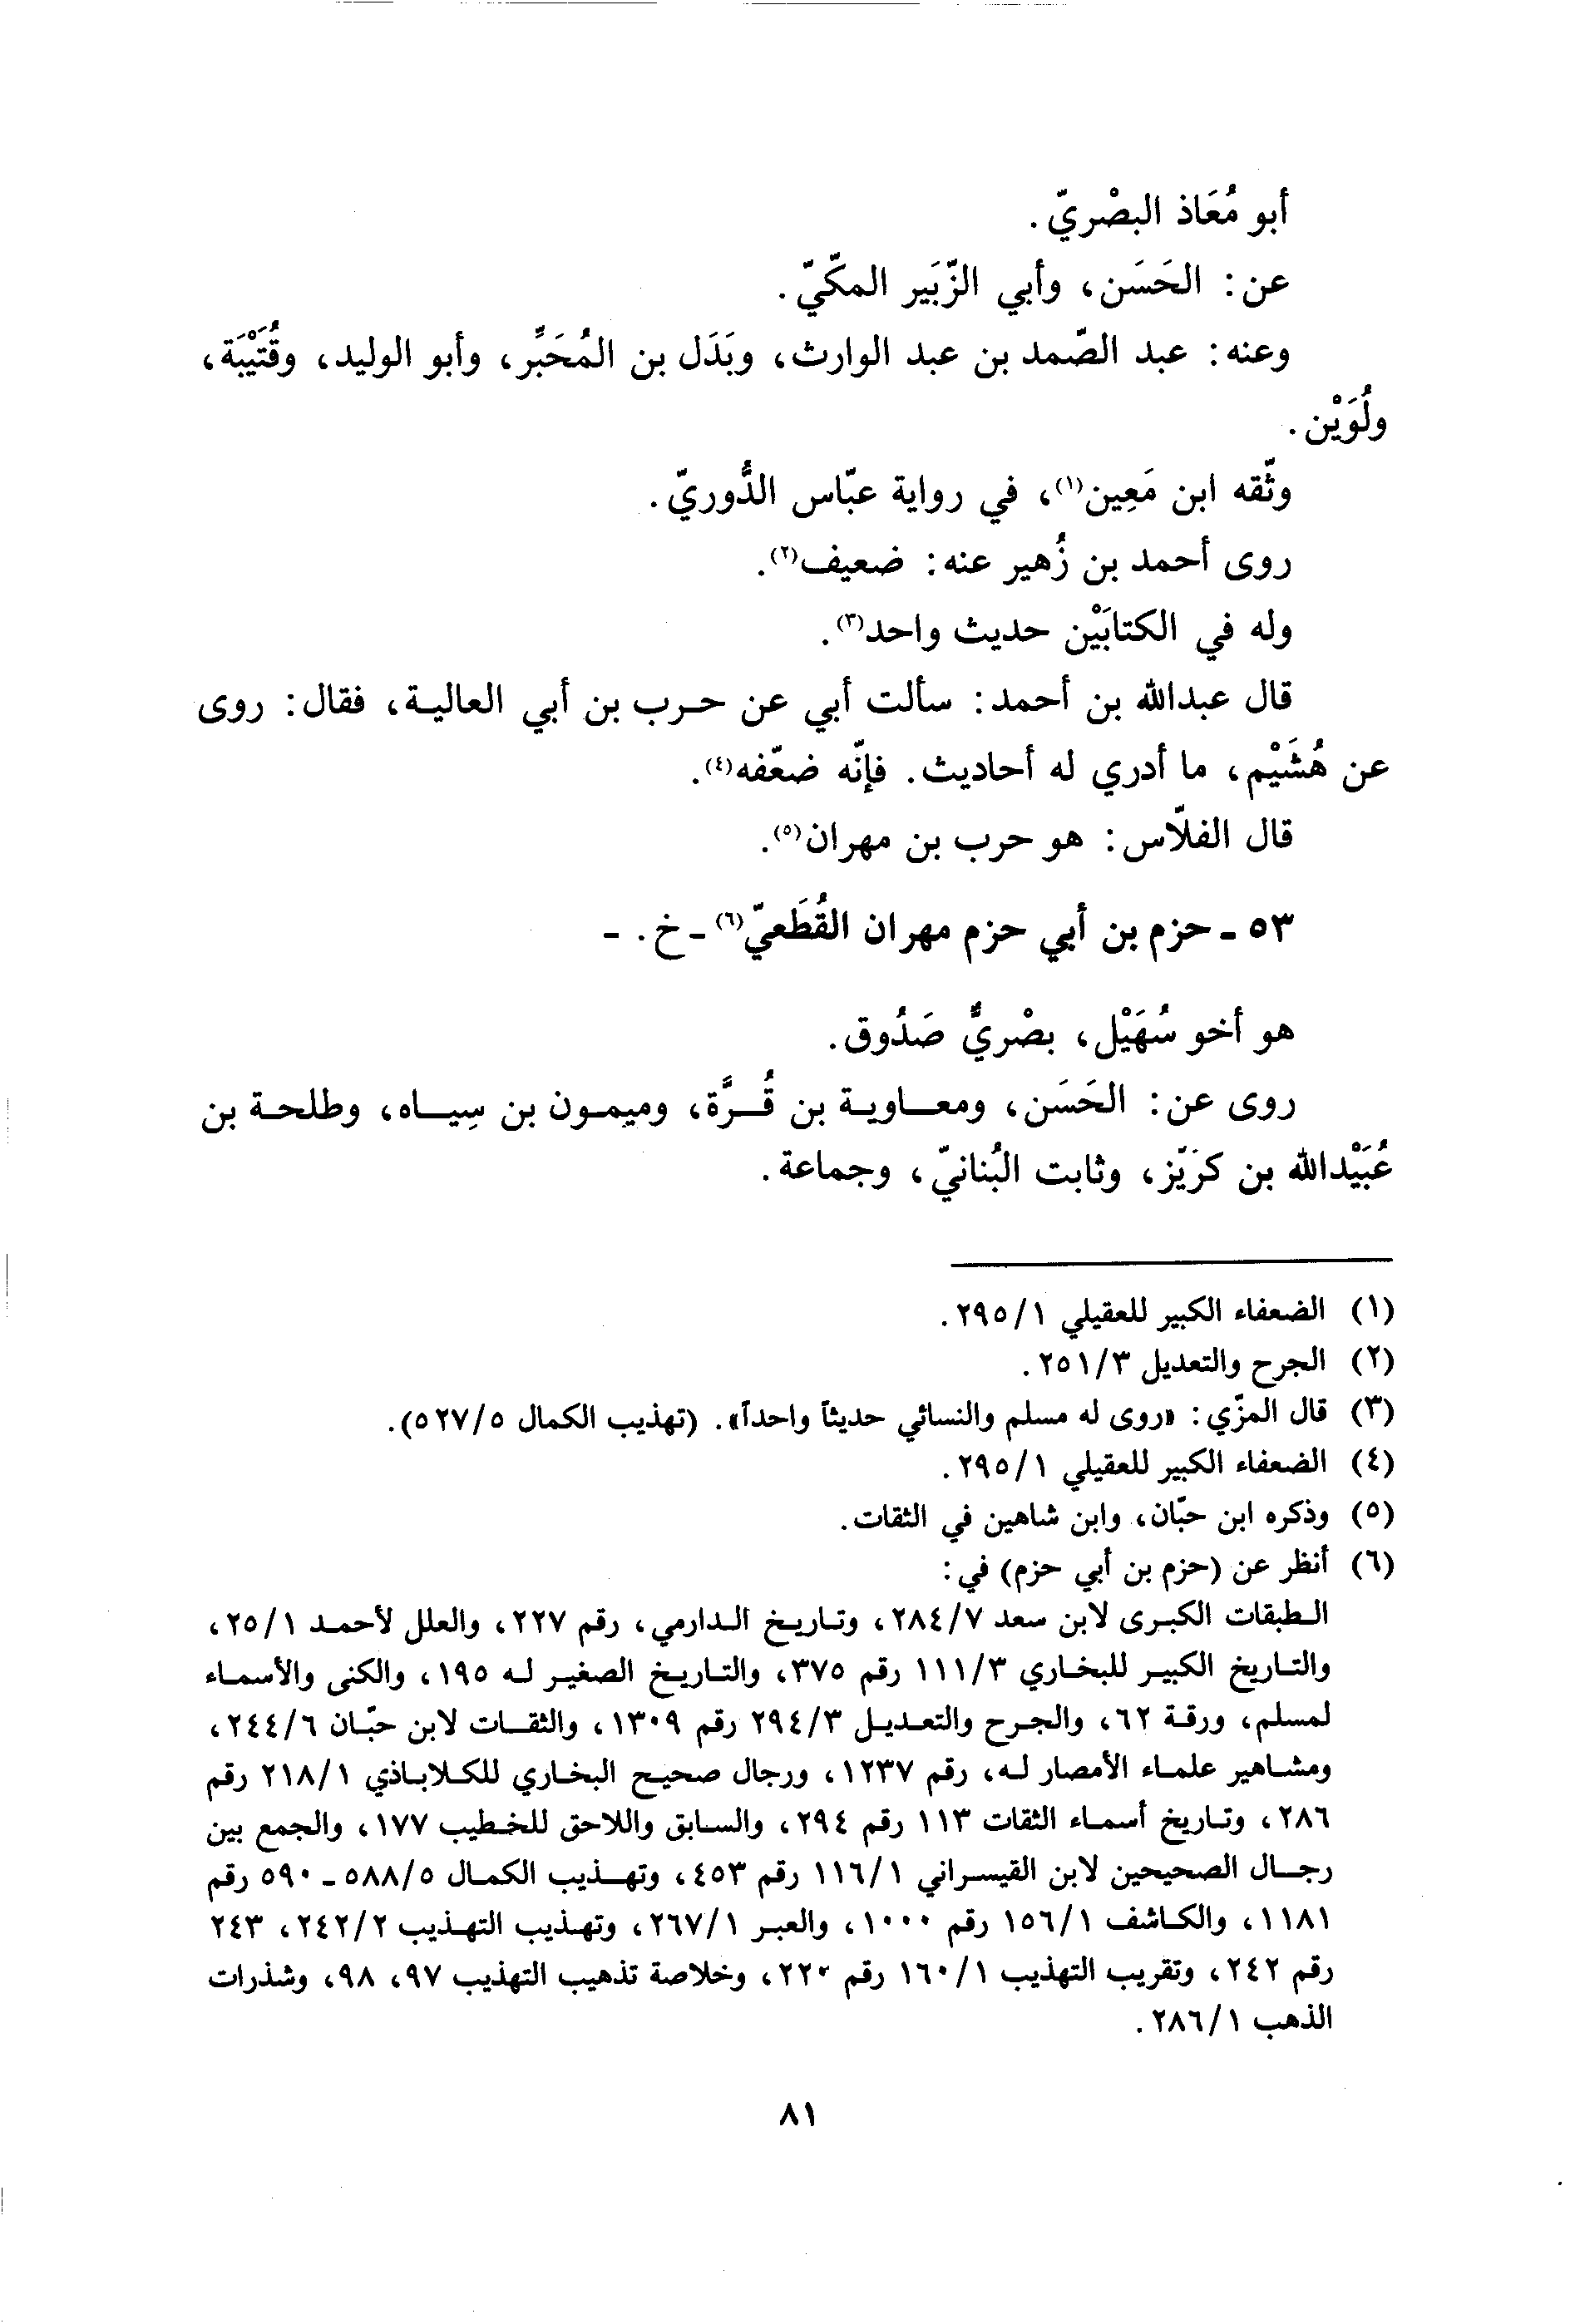 أبو مُعَاذ البصْريّ.
عن: الحَسَن، وأبي الزّبَير المكّيّ.
وعنه: عبد الصّمد بن عبد الوارث، وبَدَل بن المُحَبِّر، وأبو الوليد، وقُتَيْبَة،
ولُوَيْن.
وثّقه ابن مَعِين(١)، في رواية عبّاس الدُّوريّ.
روى أحمد بن زُهير عنه: ضعيف(٢).
وله في الكتابَيْن حديث واحد(٣).
قال عبدالله بن أحمد: سألت أبي عن حرب بن أبي العالية، فقال: روى
عن هُشَيْم، ما أدري له أحاديث. فإنّه ضعّفه(٤).
قال الفلّاس: هو حرب بن مهران(٥).
٥٣ - حزم بن أبي حزم مهران القُطَعيّ(٦) - خ. -
هو أخو سُهَيْل، بصْريٌّ صَدُوق.
روى عن: الحَسَن، ومعاوية بن قُرَّة، وميمون بن سِياه، وطلحة بن
عُبَيْدالله بن كَرَيّز، وثابت البُنانيّ، وجماعة.
(١) الضعفاء الكبير للعقيلي ٢٩٥/١.
(٢) الجرح والتعديل ٢٥١/٣.
(٣) قال المزّي: «روى له مسلم والنسائي حديثاً واحداً». (تهذيب الكمال ٥٢٧/٥).
(٤) الضعفاء الكبير للعقيلي ٢٩٥/١.
(٥) وذكره ابن حبّان، وابن شاهين في الثقات.
(٦) أنظر عن (حزم بن أبي حزم) في:
الطبقات الكبرى لابن سعد ٢٨٤/٧، وتاريخ الدارمي، رقم ٢٢٧، والعلل لأحمد ٢٥/١،
والتاريخ الكبير للبخاري ١١١/٣ رقم ٣٧٥، والتاريخ الصغير له ١٩٥، والكنى والأسماء
لمسلم، ورقة ٦٢، والجرح والتعديل ٢٩٤/٣ رقم ١٣٠٩، والثقات لابن حبّان ٢٤٤/٦،
ومشاهير علماء الأمصار له، رقم ١٢٣٧، ورجال صحيح البخاري للكلاباذي ٢١٨/١ رقم
٢٨٦، وتاريخ أسماء الثقات ١١٣ رقم ٢٩٤، والسابق واللاحق للخطيب ١٧٧، والجمع بين
رجال الصحيحين لابن القيسراني ١١٦/١ رقم ٤٥٣، وتهذيب الكمال ٥٨٨/٥ - ٥٩٠ رقم
١١٨١، والكاشف ١٥٦/١ رقم ١٠٠٠، والعبر ٢٦٧/١، وتهذيب التهذيب ٢٤٢/٢، ٢٤٣
رقم ٢٤٢، وتقريب التهذيب ١٦٠/١ رقم ٢٢٠، وخلاصة تذهيب التهذيب ٩٧، ٩٨، وشذرات
الذهب ٢٨٦/١.
٨١